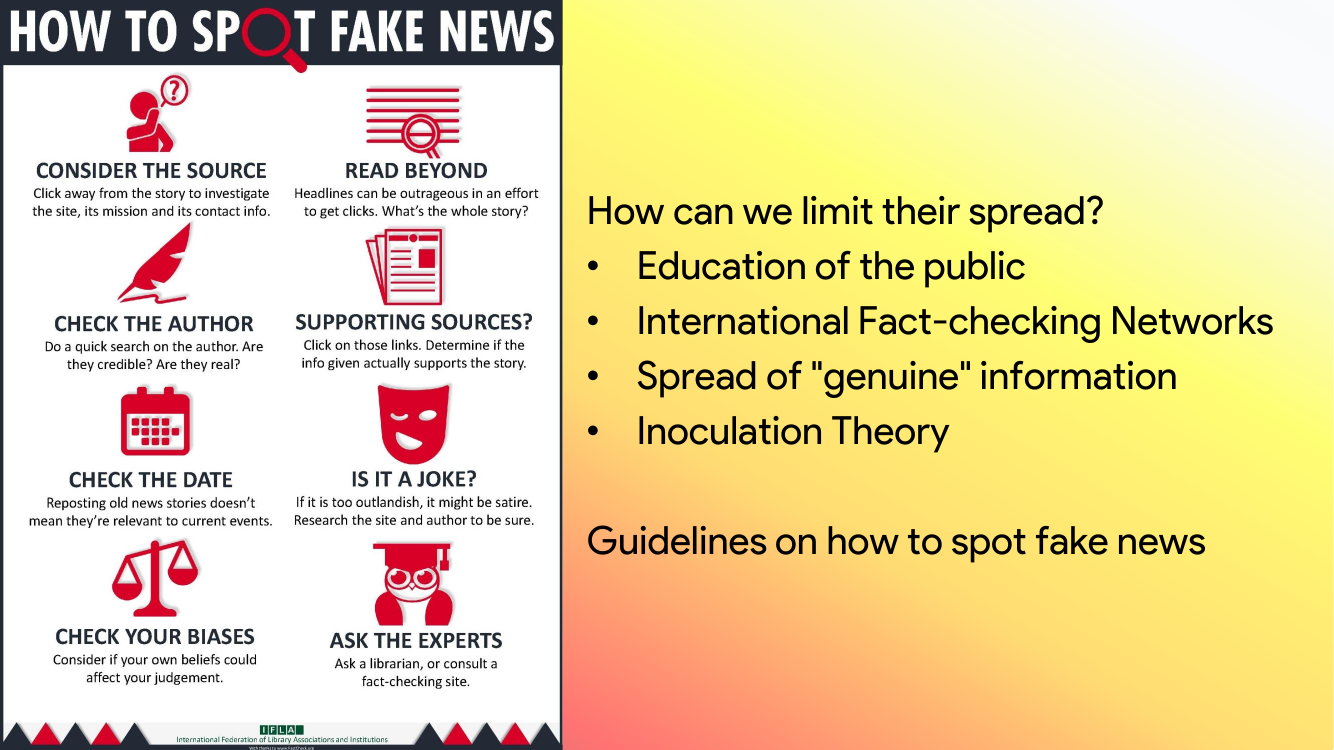 HOW TO SPOT FAKE NEWS
CONSIDER THE SOURCE
Click away from the story to investigate
the site, its mission and its contact info.
READ BEYOND
Headlines can be outrageous in an effort
to get clicks. What's the whole story?
CHECK THE AUTHOR
Do a quick search on the author. Are
they credible? Are they real?
SUPPORTING SOURCES?
Click on those links. Determine if the
info given actually supports the story.
CHECK THE DATE
Reposting old news stories doesn't
mean they're relevant to current events.
IS IT A JOKE?
If it is too outlandish, it might be satire.
Research the site and author to be sure.
CHECK YOUR BIASES
Consider if your own beliefs could
affect your judgement.
ASK THE EXPERTS
Ask a librarian, or consult a
fact-checking site.
IFLA
International Federation of Library Associations and Institutions
With thanks to www.FactCheck.org
How can we limit their spread?
• Education of the public
• International Fact-checking Networks
• Spread of "genuine" information
• Inoculation Theory
Guidelines on how to spot fake news